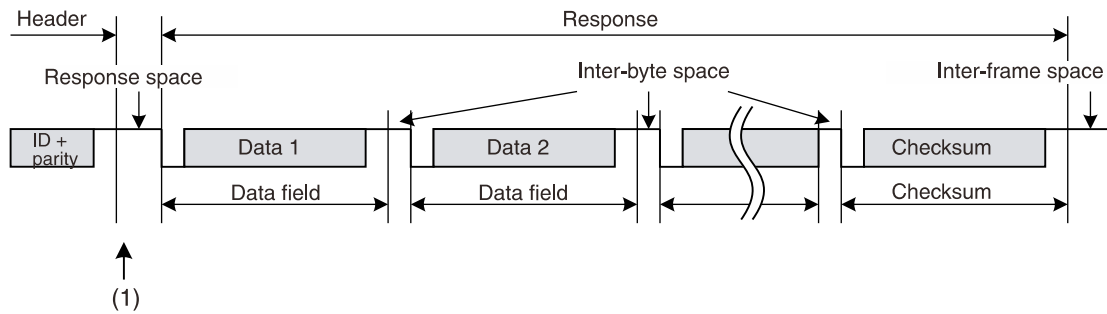 Header
Response
Response space
Inter-byte space
Inter-frame space
ID +
parity
Data 1
Data 2
Checksum
Data field
Data field
Checksum
(1)